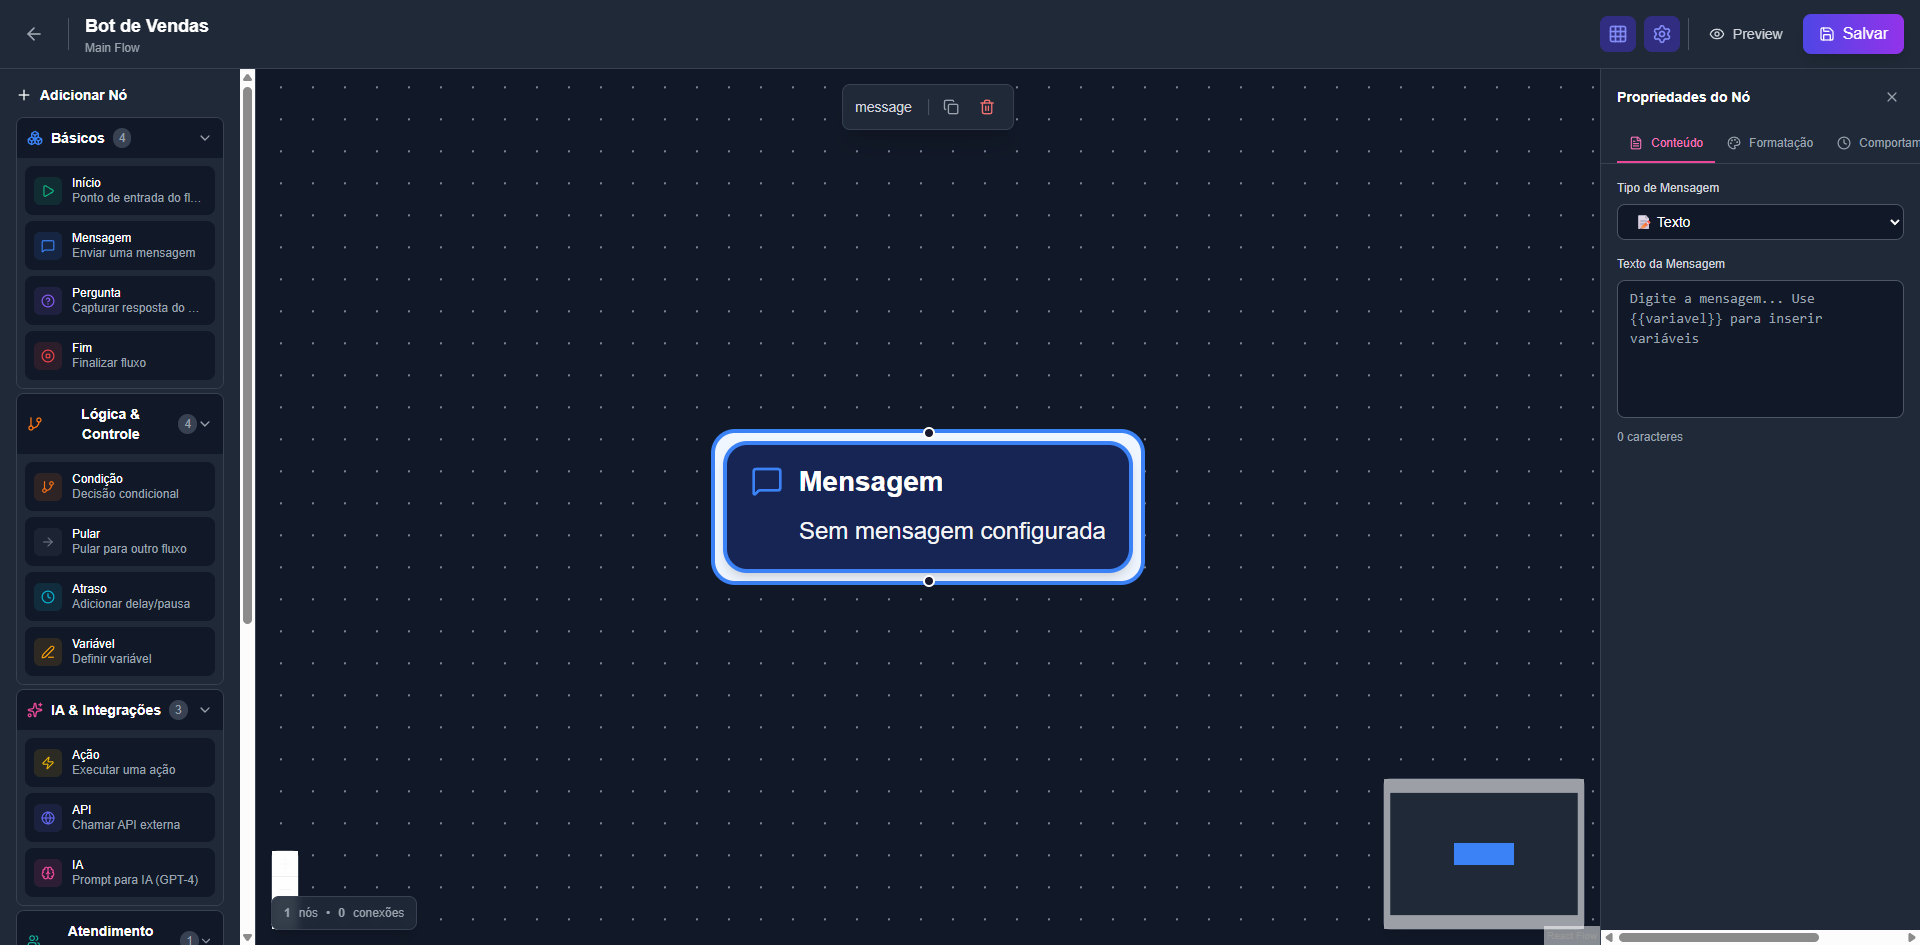 Bot de Vendas
Main Flow
Preview
Salvar
Adicionar Nó
Básicos 4
Início
Ponto de entrada do fl...
Mensagem
Enviar uma mensagem
Pergunta
Capturar resposta do ...
Fim
Finalizar fluxo
Lógica &
Controle
4
Condição
Decisão condicional
Pular
Pular para outro fluxo
Atraso
Adicionar delay/pausa
Variável
Definir variável
IA & Integrações 3
Ação
Executar uma ação
API
Chamar API externa
IA
Prompt para IA (GPT-4)
Atendimento
1
message
Mensagem
Sem mensagem configurada
1 nós • 0 conexões
Propriedades do Nó
Conteúdo Formatação Comportam
Tipo de Mensagem
Texto
Texto da Mensagem
Digite a mensagem... Use
{{variavel}} para inserir
variáveis
0 caracteres